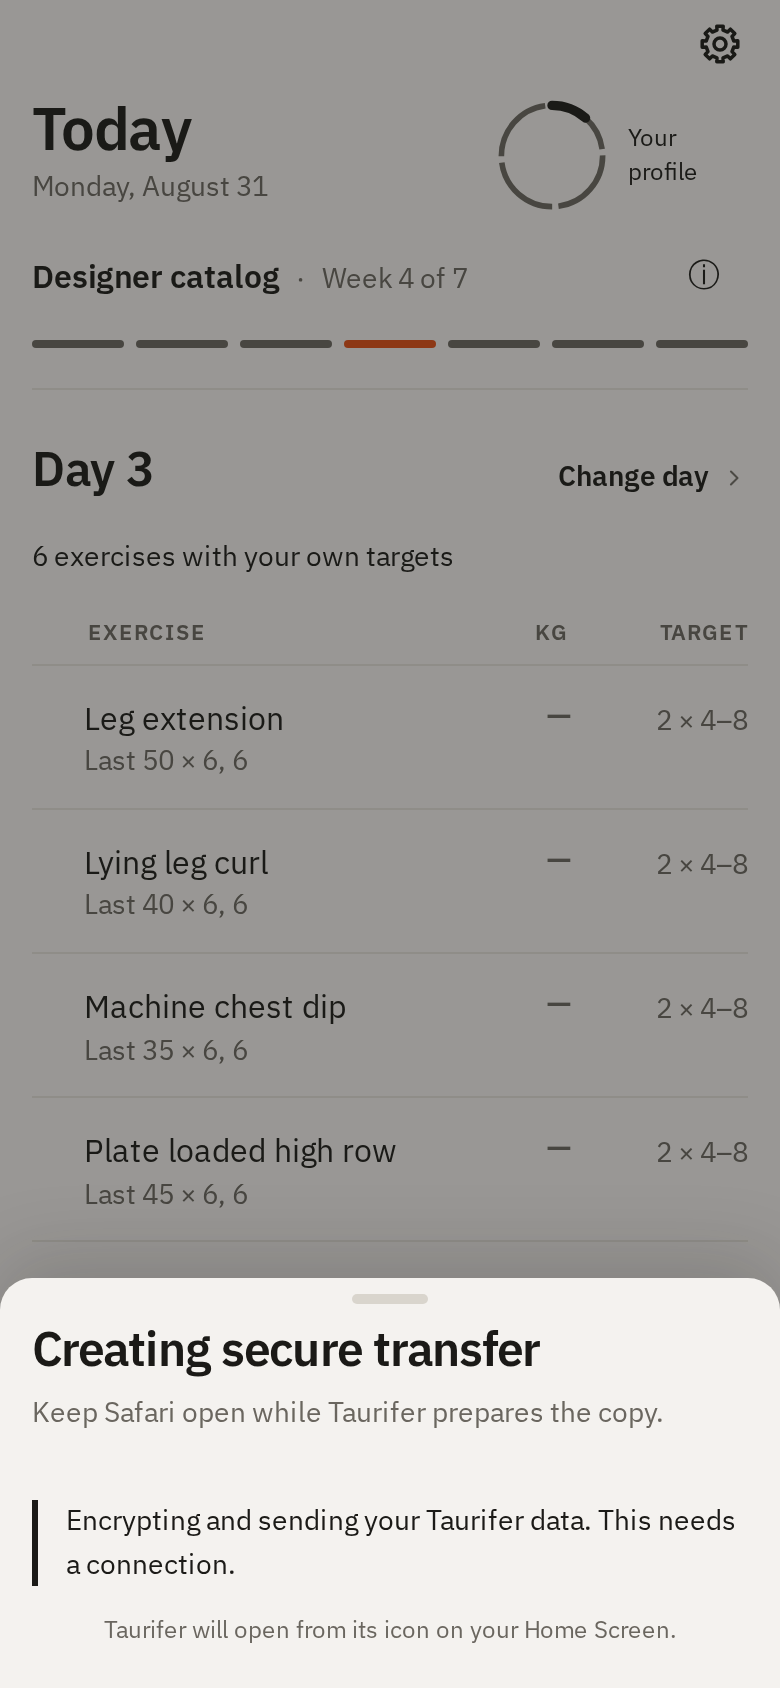 Today
Monday, August 31
Your
profile
Designer catalog · Week 4 of 7
Day 3
Change day
6 exercises with your own targets
EXERCISE KG TARGET
Leg extension — 2 × 4–8
Last 50 × 6, 6
Lying leg curl — 2 × 4–8
Last 40 × 6, 6
Machine chest dip — 2 × 4–8
Last 35 × 6, 6
Plate loaded high row — 2 × 4–8
Last 45 × 6, 6
Creating secure transfer
Keep Safari open while Taurifer prepares the copy.
Encrypting and sending your Taurifer data. This needs
a connection.
Taurifer will open from its icon on your Home Screen.